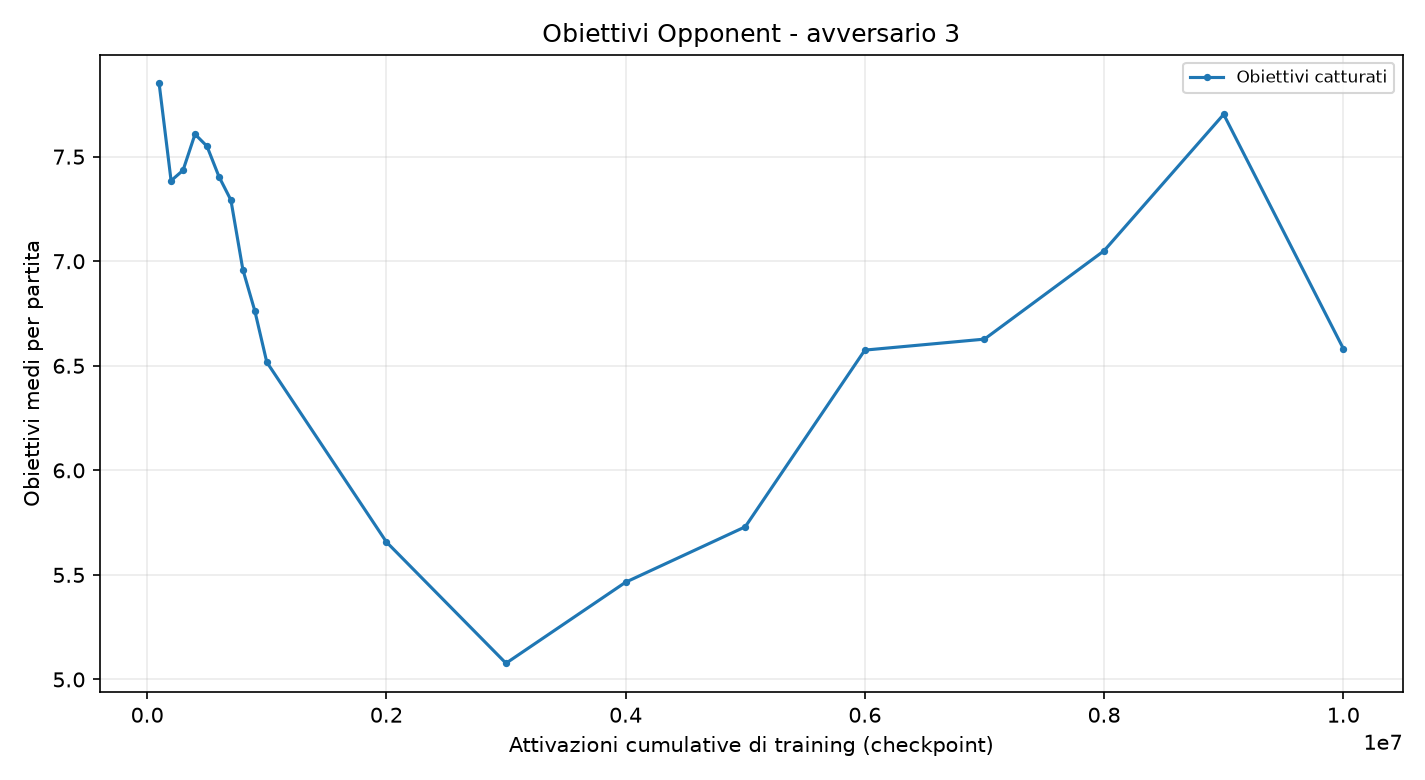 Obiettivi Opponent - avversario 3
Obiettivi catturati
Obiettivi medi per partita
7.5
7.0
6.5
6.0
5.5
5.0
0.0 0.2 0.4 0.6 0.8 1.0
1e7
Attivazioni cumulative di training (checkpoint)